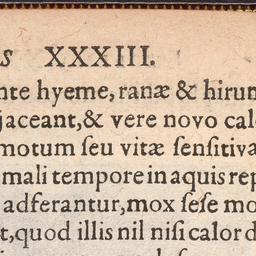 s XXXIII.
nte hyeme, ranæ & hirun
jaceant,& vere novo cal
motum ſeu vitæ ſenſitivæ
mali tempore in aquis rep
adferantur,mox ſeſe mo
t,quod illis nil niſi calor d